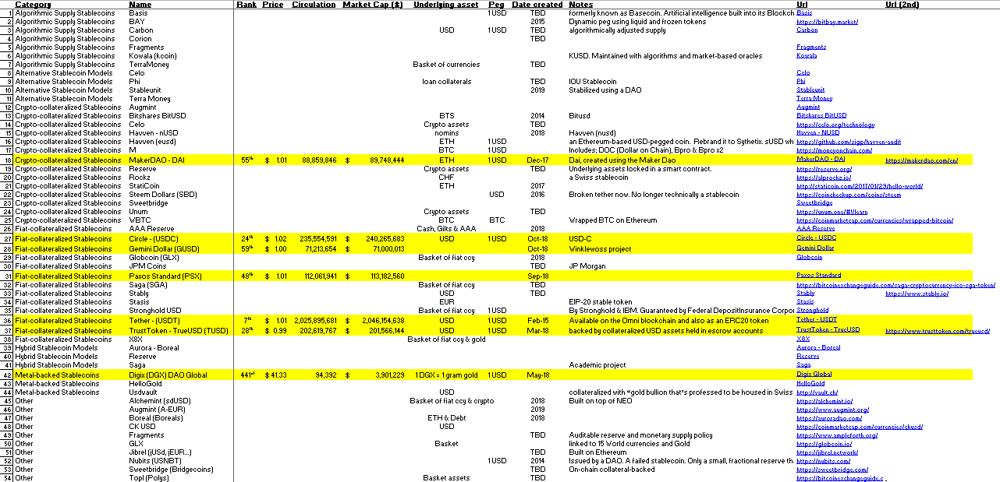 Category Name Rank Price Circulation Market Cap ($) Underlying asset Peg Date created Notes Url Url (2nd)
1 Algorithmic Supply Stablecoins Basis 1USD TBD formerly known as Basecoin. Artificial intelligence built into its Blockch Basis
2 Algorithmic Supply Stablecoins BAY 2015 Dynamic peg using liquid and frozen tokens https://bitbay.market/
3 Algorithmic Supply Stablecoins Carbon USD 1USD TBD algorithmically adjusted supply Carbon
4 Algorithmic Supply Stablecoins Corion TBD
5 Algorithmic Supply Stablecoins Fragments Fragments
6 Algorithmic Supply Stablecoins Kowala (kcoin) KUSD. Maintained with algorithms and market-based oracles Kowala
7 Algorithmic Supply Stablecoins TerraMoney Basket of currencies TBD
8 Alternative Stablecoin Models Celo Celo
9 Alternative Stablecoin Models Phi loan collaterals TBD IOU Stablecoin Phi
10 Alternative Stablecoin Models Stableunit 2019 Stabilized using a DAO Stableunit
11 Alternative Stablecoin Models Terra Money Terra Money
12 Crypto-collateralized Stablecoins Augmint Augmint
13 Crypto-collateralized Stablecoins Bitshares BitUSD BTS 2014 Bitusd Bitshares BitUSD
14 Crypto-collateralized Stablecoins Celo Crypto assets TBD https://celo.org/technology
15 Crypto-collateralized Stablecoins Havven - nUSD nomins 2018 Havven (nusd) Havven - NUSD
16 Crypto-collateralized Stablecoins Havven (eusd) ETH 1USD an Ethereum-based USD-pegged coin. Rebrand it to Sythetix. sUSD wh https://github.com/sigp/havven-audit
17 Crypto-collateralized Stablecoins M BTC 1USD Includes; DOC (Dollar on Chain), Bpro & Bpro x2 https://moneyonchain.com/
18 Crypto-collateralized Stablecoins MakerDAO - DAI 55th $ 1.01 88,859,846 $ 89,748,444 ETH 1USD Dec-17 Dai, created using the Maker Dao MakerDAO - DAI https://makerdao.com/en/
19 Crypto-collateralized Stablecoins Reserve Crypto assets TBD Underlying assets locked in a smart contract. https://reserve.org/
20 Crypto-collateralized Stablecoins Rockz CHF a Swiss stablecoin https://alprockz.io/
21 Crypto-collateralized Stablecoins StatiCoin ETH 2017 http://staticoin.com/2017/01/29/hello-world/
22 Crypto-collateralized Stablecoins Steem Dollars (SBD) USD 2016 Broken tether now. No longer technically a stablecoin https://coincheckup.com/coins/steem
23 Crypto-collateralized Stablecoins Sweetbridge Sweetbridge
24 Crypto-collateralized Stablecoins Unum Crypto assets TBD https://unum.one/#!/learn
25 Crypto-collateralized Stablecoins WBTC BTC BTC Wrapped BTC on Ethereum https://coinmarketcap.com/currencies/wrapped-bitcoin/
26 Fiat-collateralized Stablecoins AAA Reserve Cash, Gilts & AAA 2018 AAA Reserve
27 Fiat-collateralized Stablecoins Circle - (USDC) 24th $ 1.02 235,554,591 $ 240,265,683 USD 1USD Oct-18 USD-C Circle - USDC
28 Fiat-collateralized Stablecoins Gemini Dollar (GUSD) 59th $ 1.00 71,213,654 $ 71,000,013 Oct-18 Winklewoss project Gemini Dollar
29 Fiat-collateralized Stablecoins Globcoin (GLX) Basket of fiat ccy 2018 Globcoin
30 Fiat-collateralized Stablecoins JPM Coins TBD JP Morgan
31 Fiat-collateralized Stablecoins Paxos Standard (PSX) 48th $ 1.01 112,061,941 $ 113,182,560 Sep-18 Paxos Standard
32 Fiat-collateralized Stablecoins Saga (SGA) Basket of fiat ccy TBD https://bitcoinexchangeguide.com/saga-cryptocurrency-ico-sga-token/
33 Fiat-collateralized Stablecoins Stably USD TBD Stably https://www.stably.io/
34 Fiat-collateralized Stablecoins Stasis EUR EIP-20 stable token Stasis
35 Fiat-collateralized Stablecoins Stronghold USD Basket of fiat ccy 1USD By Stronghold & IBM. Guaranteed by Federal DepositInsurance Corpor Stronghold
36 Fiat-collateralized Stablecoins Tether - (USDT) 7th $ 1.01 2,025,895,681 $ 2,046,154,638 USD 1USD Feb-15 Available on the Omni blockchain and also as an ERC20 token Tether - USDT
37 Fiat-collateralized Stablecoins TrustToken - TrueUSD (TUSD) 28th $ 0.99 202,619,767 $ 201,566,144 USD 1USD Mar-18 backed by collateralized USD assets held in escrow accounts TrustToken - TrueUSD https://www.trusttoken.com/trueusd/
38 Fiat-collateralized Stablecoins X8X Basket of fiat ccy & gold X8X
39 Hybrid Stablecoin Models Aurora - Boreal Aurora - Boreal
40 Hybrid Stablecoin Models Reserve Reserve
41 Hybrid Stablecoin Models Saga Academic project Saga
42 Metal-backed Stablecoins Digix (DGX) DAO Global 441st $ 41.33 94,392 $ 3,901,229 1 DGX = 1 gram gold 1USD May-18 Digix Global
43 Metal-backed Stablecoins HelloGold HelloGold
44 Metal-backed Stablecoins Usdvault USD collateralized with “gold bullion that’s professed to be housed in Swiss http://vault.ch/
45 Other Alchemint (sdUSD) Basket of fiat ccy & crypto 2018 Built on top of NEO https://alchemint.io/
46 Other Augmint (A-EUR) 2019 https://www.augmint.org/
47 Other Boreal (Boreals) ETH & Debt 2018 https://auroradao.com/
48 Other CK USD USD https://coinmarketcap.com/currencies/ckusd/
49 Other Fragments TBD Auditable reserve and monetary supply policy https://www.ampleforth.org/
50 Other GLX Basket linked to 15 World currencies and Gold https://globcoin.io/
51 Other Jibrel (jUSd, jEUR...) TBD Built on Ethereum https://jibrel.network/
52 Other Nubits (USNBT) 1USD 2014 Issued by a DAO. A failed stablecoin. Only a small, fractional reserve th https://nubits.com/
53 Other Sweetbridge (Bridgecoins) TBD On-chain collateral-backed https://sweetbridge.com/
54 Other Topl (Polys) Basket assets TBD https://bitcoinexchangeguide.c